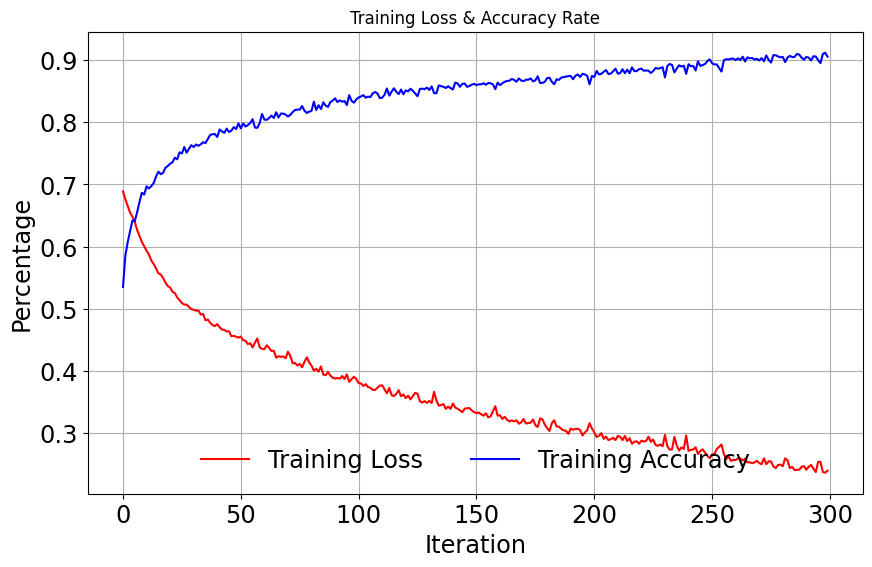 Training Loss & Accuracy Rate
0.9
0.8
0.7
0.6
0.5
0.4
0.3
Percentage
Training Loss Training Accuracy
0 50 100 150 200 250 300
Iteration